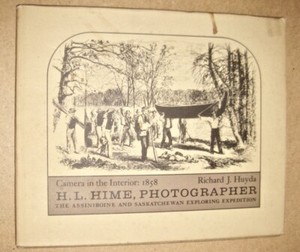 Camera in the Interior: 1858 Richard J. Huyda
H. L. HIME, PHOTOGRAPHER
THE ASSINIBOINE AND SASKATCHEWAN EXPLORING EXPEDITION